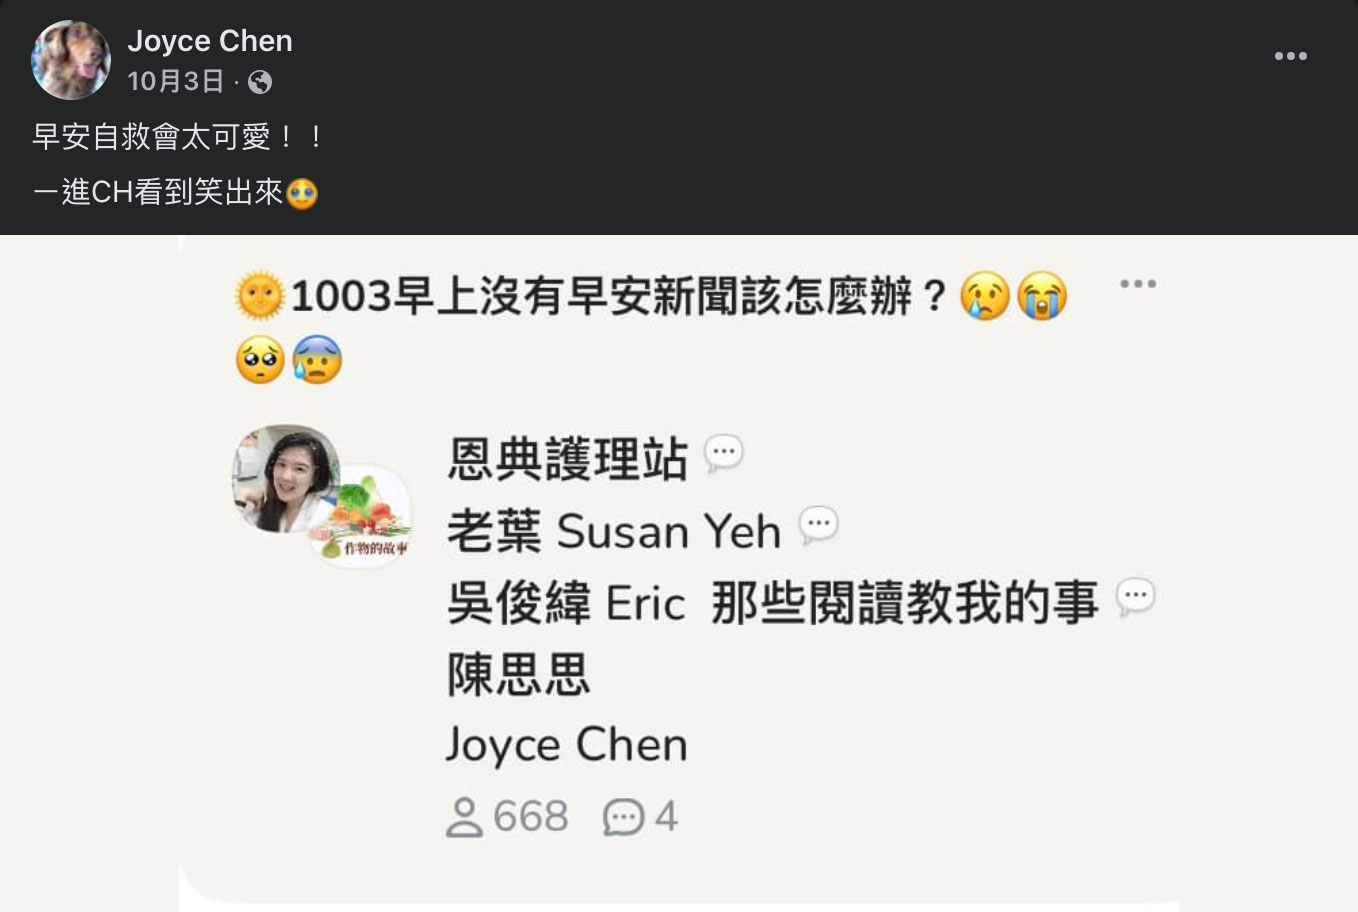 Joyce Chen
10月3日 ·
早安自救會太可愛！！
一進CH看到笑出來🥹
🌞1003早上沒有早安新聞該怎麼辦？😢😭
🥺😰
恩典護理站 💬
老葉 Susan Yeh 💬
吳俊緯 Eric 那些閱讀教我的事 💬
陳思思
Joyce Chen
668 4
作物的故事